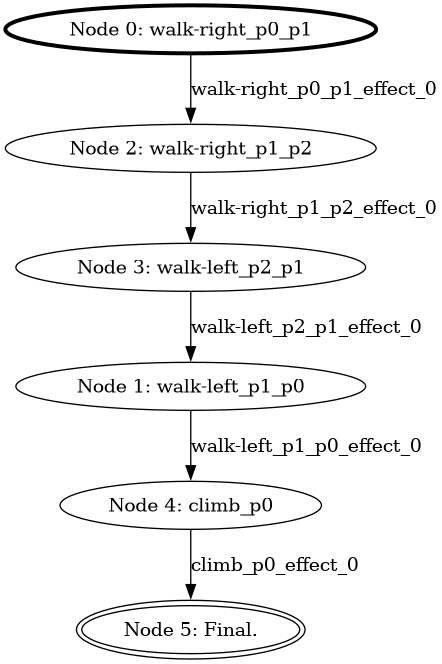 Node 0: walk-right_p0_p1
walk-right_p0_p1_effect_0
Node 2: walk-right_p1_p2
walk-right_p1_p2_effect_0
Node 3: walk-left_p2_p1
walk-left_p2_p1_effect_0
Node 1: walk-left_p1_p0
walk-left_p1_p0_effect_0
Node 4: climb_p0
climb_p0_effect_0
Node 5: Final.